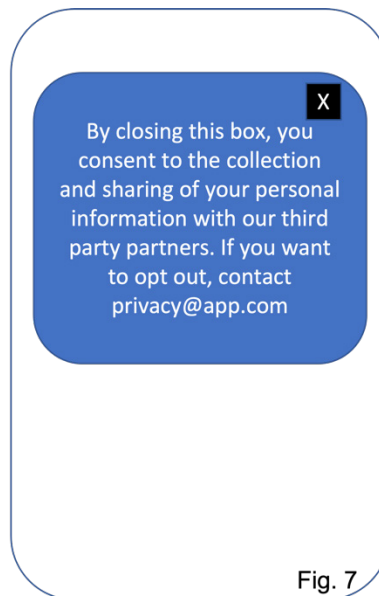 X
By closing this box, you
consent to the collection
and sharing of your personal
information with our third
party partners. If you want
to opt out, contact
privacy@app.com
Fig. 7